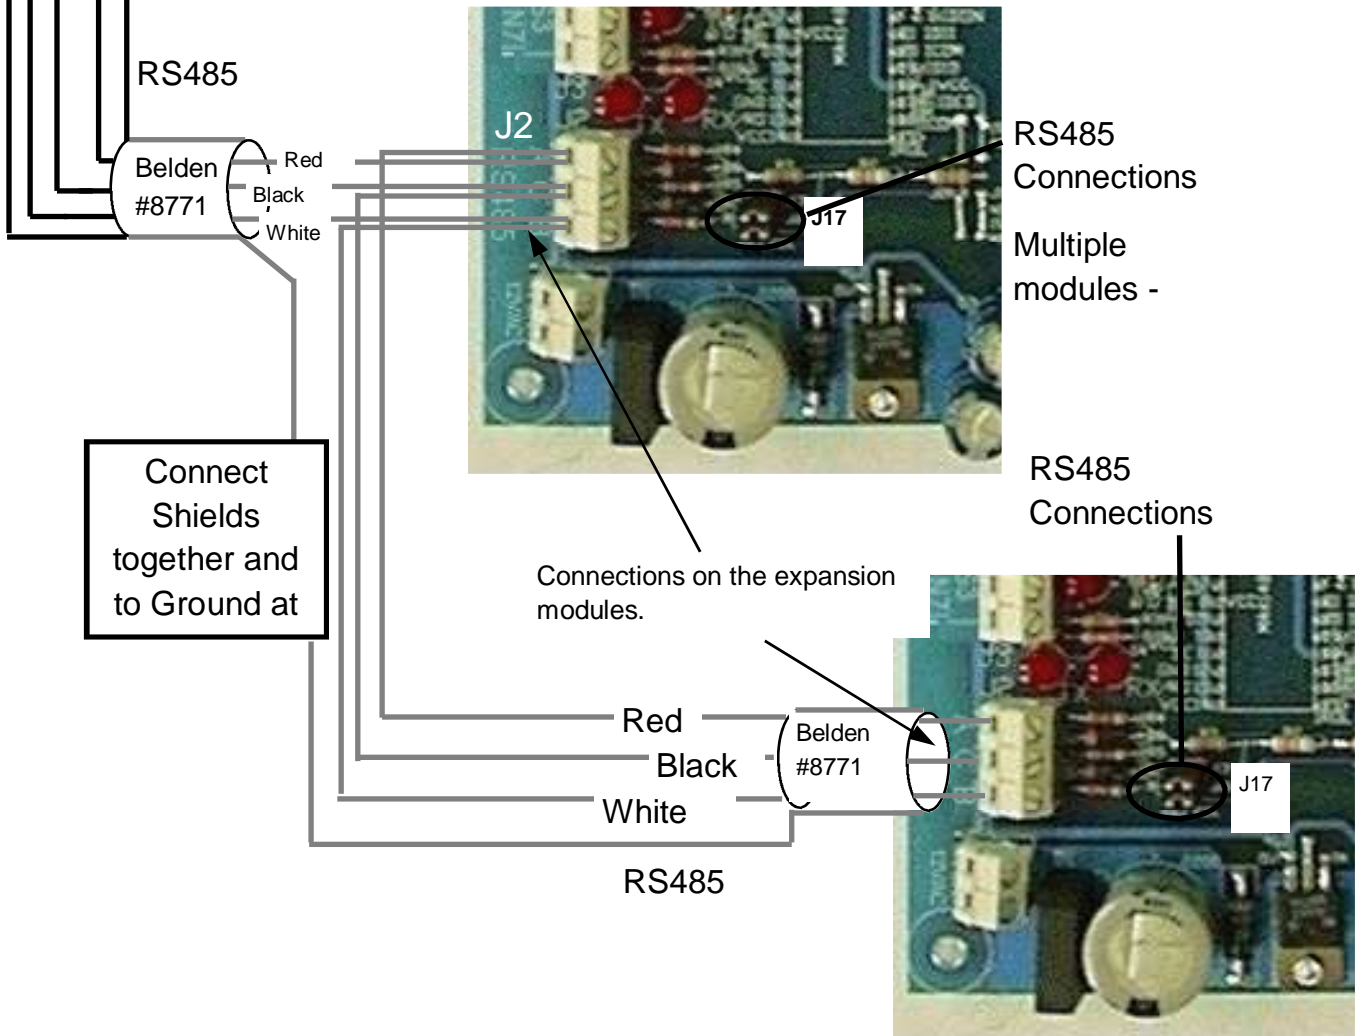 RS485
J2
RS485
Connections
Belden
#8771
Red
Black
White
J17
Multiple
modules -
Connect
Shields
together and
to Ground at
RS485
Connections
Connections on the expansion
modules.
Red
Belden
#8771
Black
White
J17
RS485